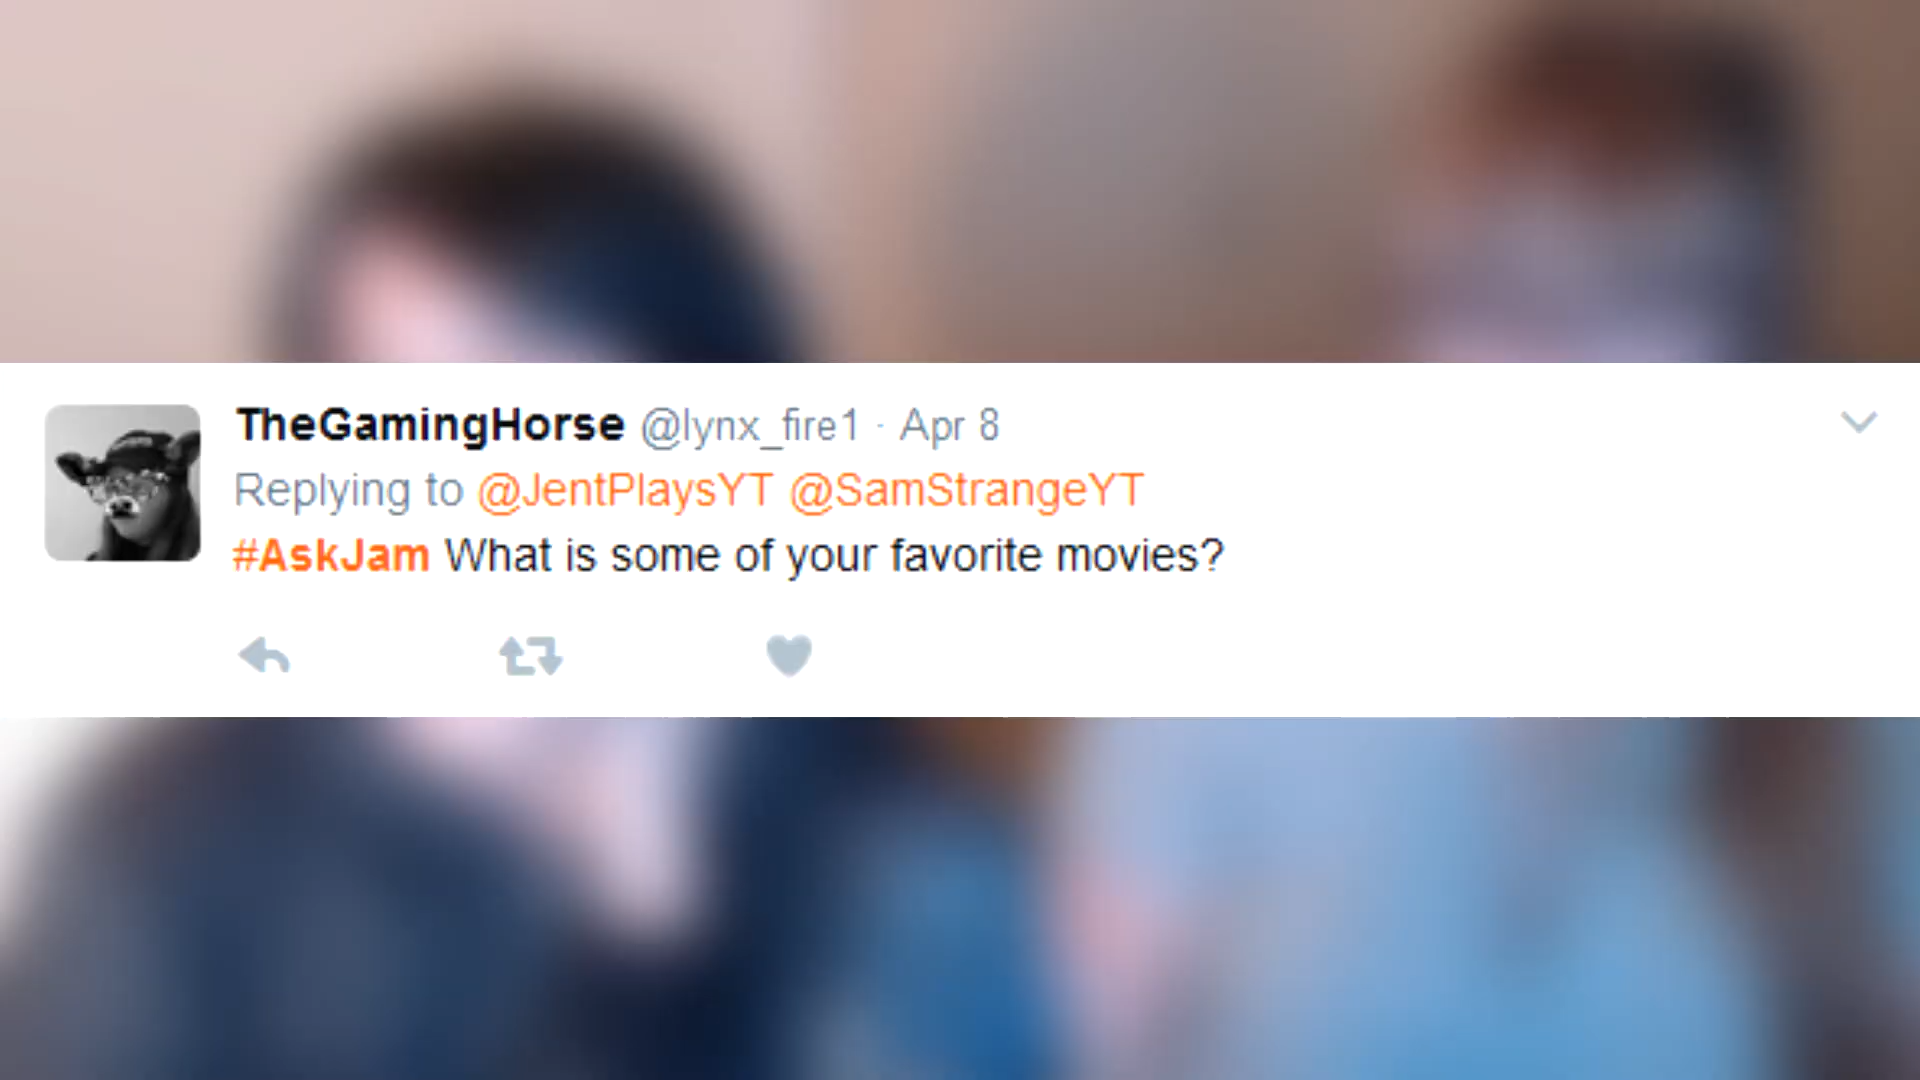 TheGamingHorse @lynx_fire1 · Apr 8
Replying to @JentPlaysYT @SamStrangeYT
#AskJam What is some of your favorite movies?